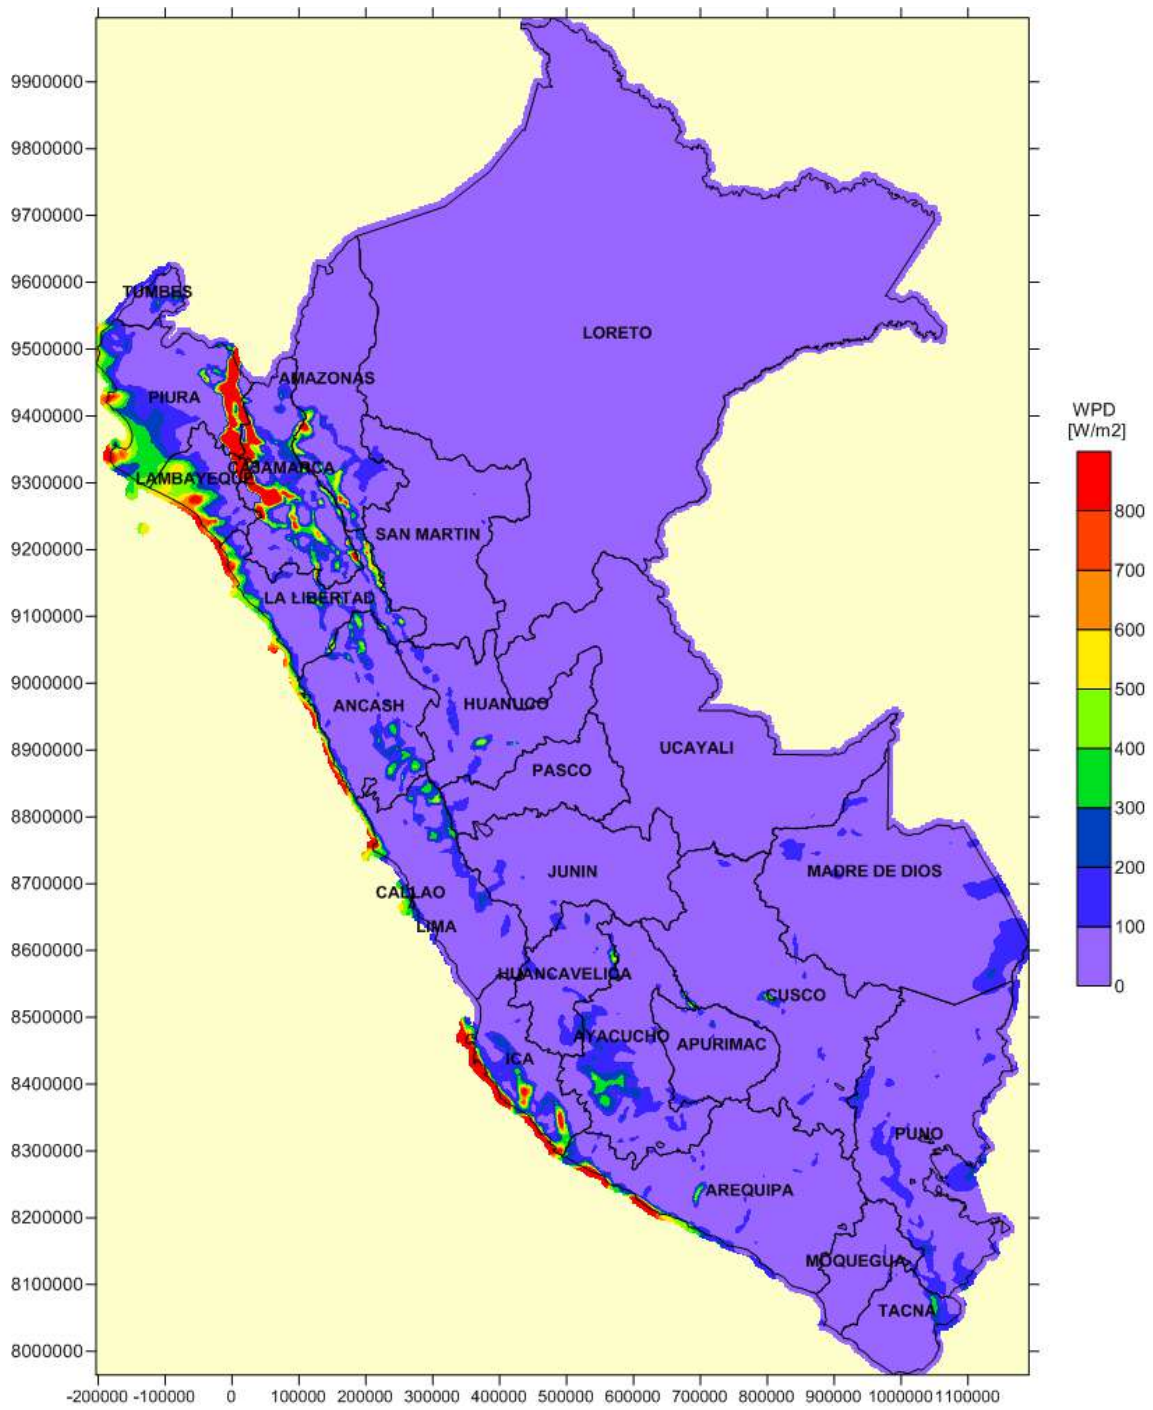 9900000
9800000
9700000
9600000
9500000
9400000
9300000
9200000
9100000
9000000
8900000
8800000
8700000
8600000
8500000
8400000
8300000
8200000
8100000
8000000
TUMBES
LORETO
AMAZONAS
PIURA
CAJAMARCA
LAMBAYEQUE
SAN MARTIN
LA LIBERTAD
ANCASH
HUANUCO
UCAYALI
PASCO
JUNIN
MADRE DE DIOS
CALLAO
LIMA
HUANCAVELICA
CUSCO
AYACUCHO
APURIMAC
ICA
PUNO
AREQUIPA
MOQUEGUA
TACNA
WPD
[W/m2]
800
700
600
500
400
300
200
100
0
-200000 -100000 0 100000 200000 300000 400000 500000 600000 700000 800000 900000 1000000 1100000